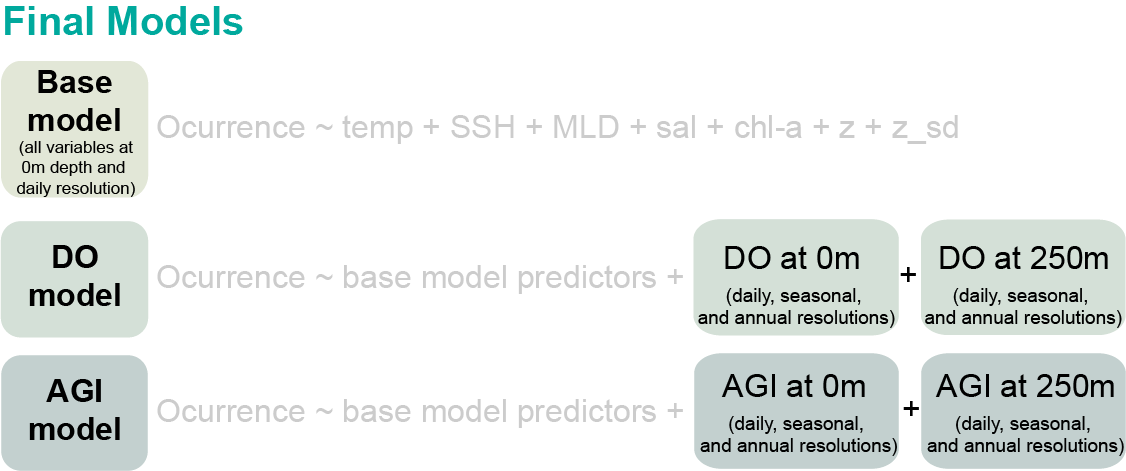 Final Models
Base
model
(all variables at
0m depth and
daily resolution)
Ocurrence ~ temp + SSH + MLD + sal + chl-a + z + z_sd
DO
model
Ocurrence ~ base model predictors +
DO at 0m
(daily, seasonal,
and annual resolutions)
+
DO at 250m
(daily, seasonal,
and annual resolutions)
AGI
model
Ocurrence ~ base model predictors +
AGI at 0m
(daily, seasonal,
and annual resolutions)
+
AGI at 250m
(daily, seasonal,
and annual resolutions)